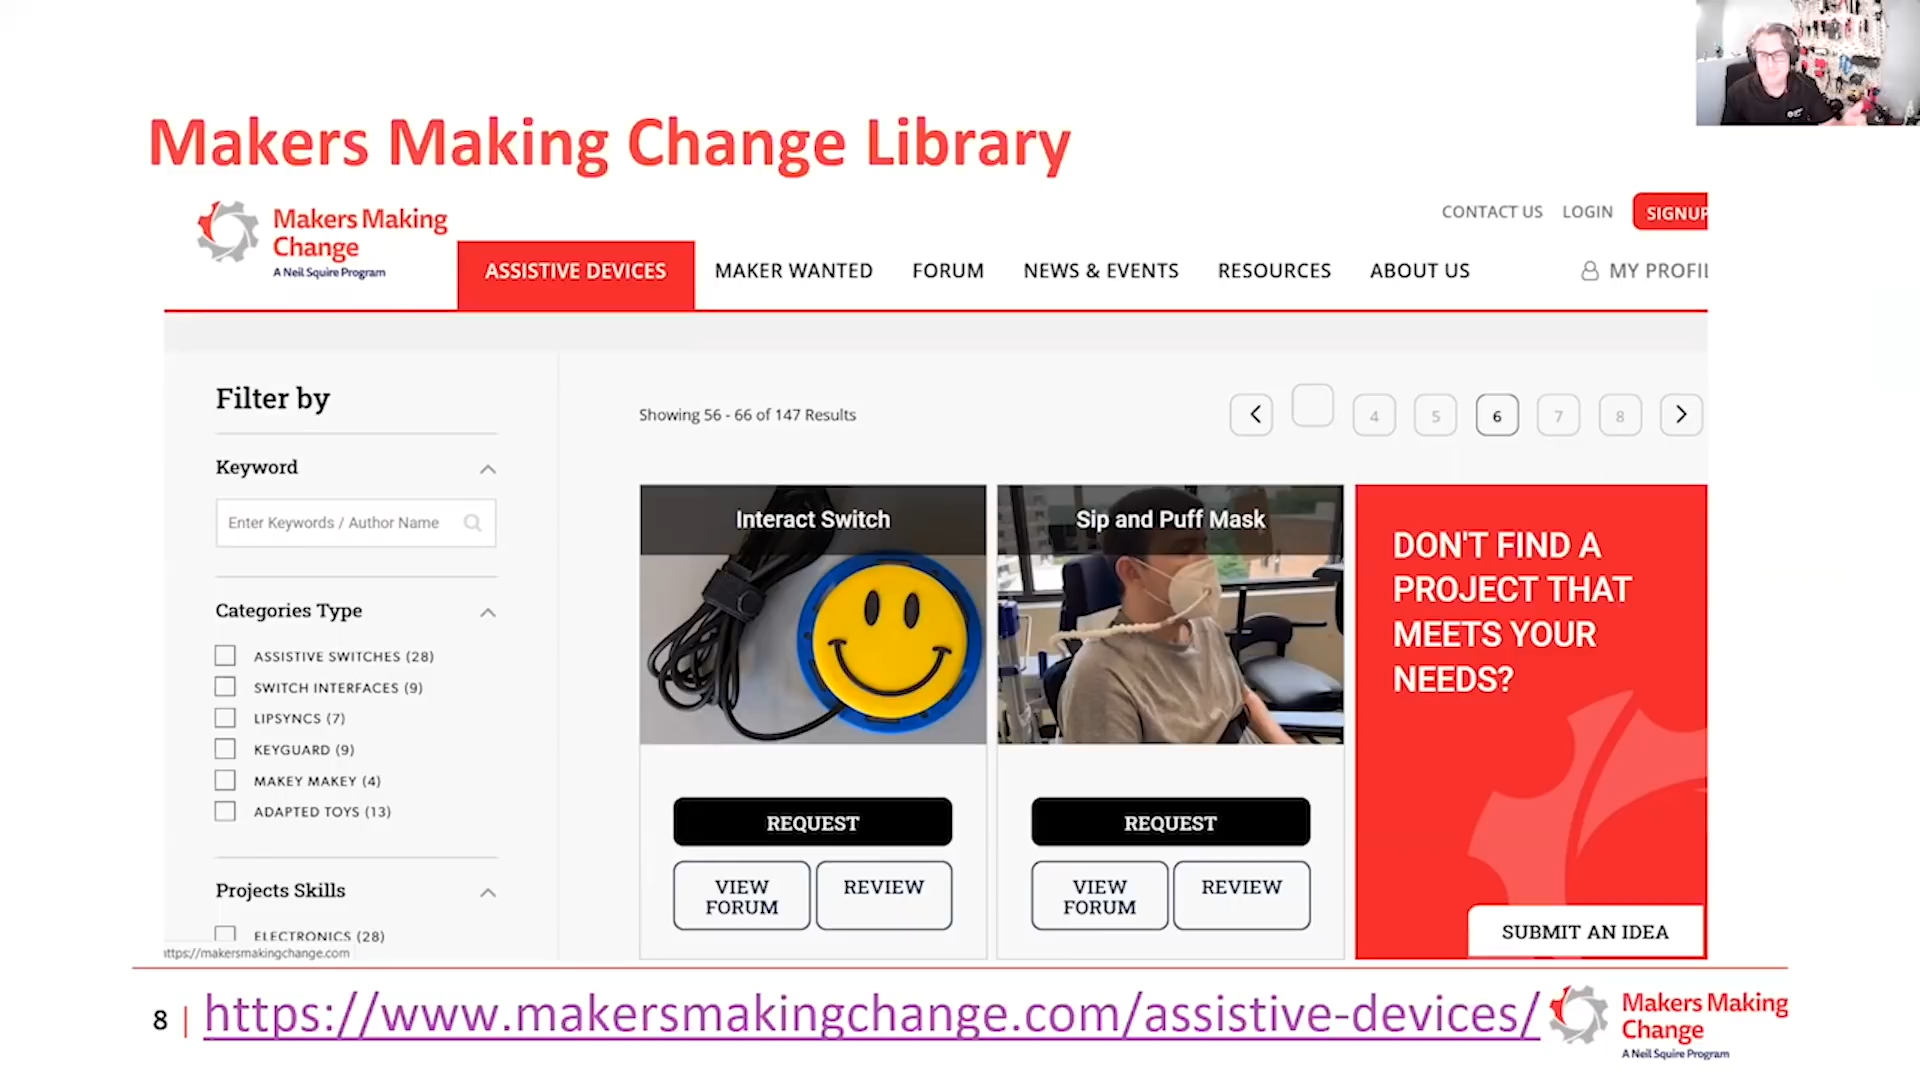 Makers Making Change Library
Makers Making
Change
A Neil Squire Program
CONTACT US LOGIN SIGNUP
ASSISTIVE DEVICES MAKER WANTED FORUM NEWS & EVENTS RESOURCES ABOUT US MY PROFIL
Filter by
Keyword
Enter Keywords / Author Name
Categories Type
ASSISTIVE SWITCHES (28)
SWITCH INTERFACES (9)
LIPSYNCS (7)
KEYGUARD (9)
MAKEY MAKEY (4)
ADAPTED TOYS (13)
Projects Skills
ELECTRONICS (28)
ttps://makersmakingchange.com
Showing 56 - 66 of 147 Results
4 5 6 7 8
Interact Switch
REQUEST
VIEW
FORUM
REVIEW
Sip and Puff Mask
REQUEST
VIEW
FORUM
REVIEW
DON'T FIND A
PROJECT THAT
MEETS YOUR
NEEDS?
SUBMIT AN IDEA
8 | https://www.makersmakingchange.com/assistive-devices/
Makers Making
Change
A Neil Squire Program